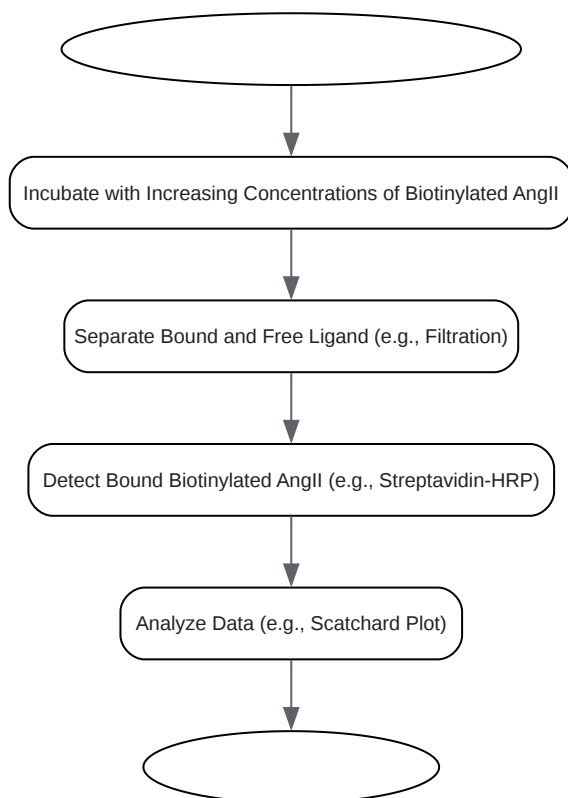 Incubate with Increasing Concentrations of Biotinylated AngII
Separate Bound and Free Ligand (e.g., Filtration)
Detect Bound Biotinylated AngII (e.g., Streptavidin-HRP)
Analyze Data (e.g., Scatchard Plot)